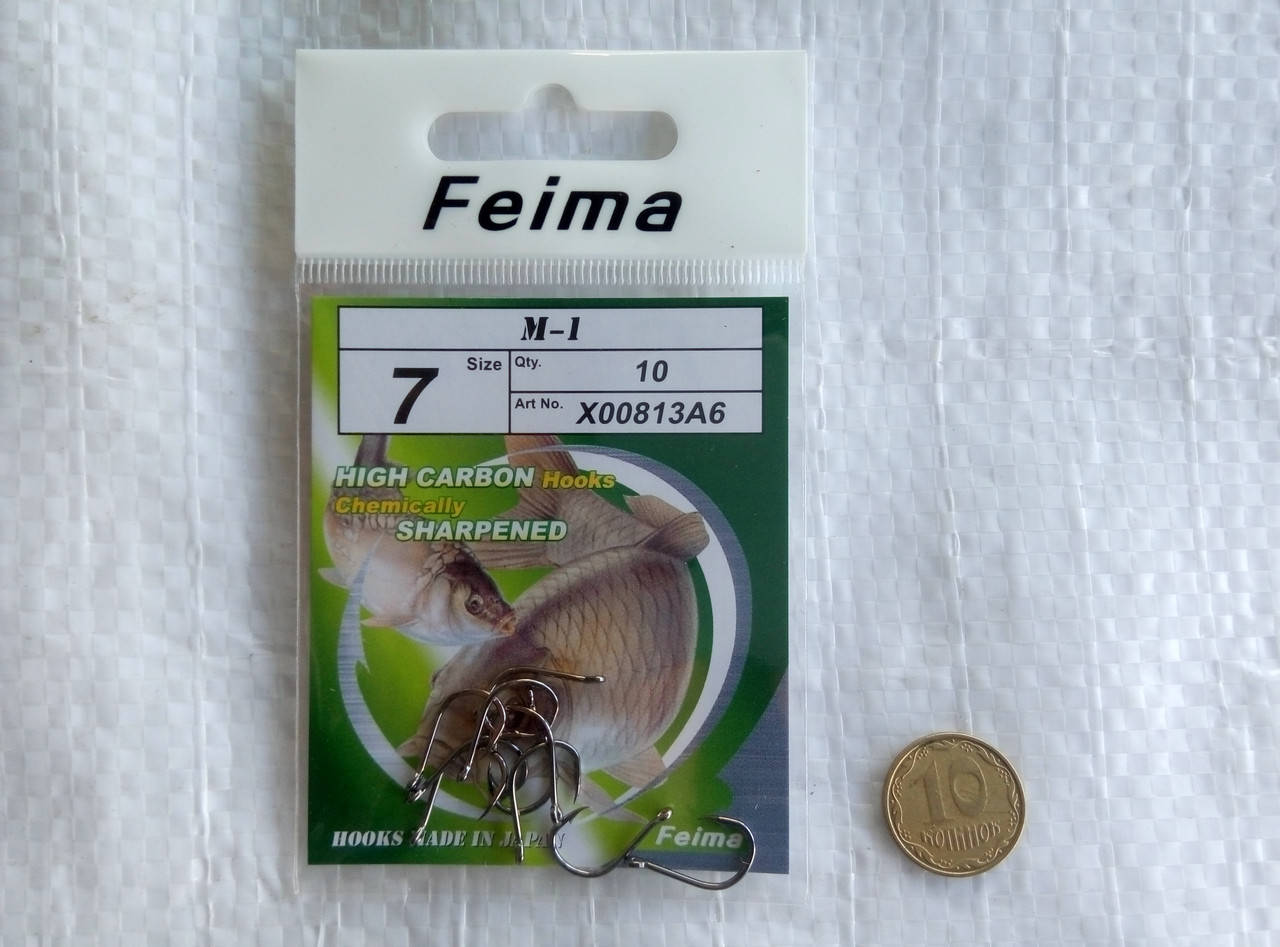 Feima
M-1
7 Size
Qty. 10
Art No. X00813A6
HIGH CARBON Hooks
Chemically
SHARPENED
HOOKS MADE IN JAPAN
Feima
10
КОПІЙОК